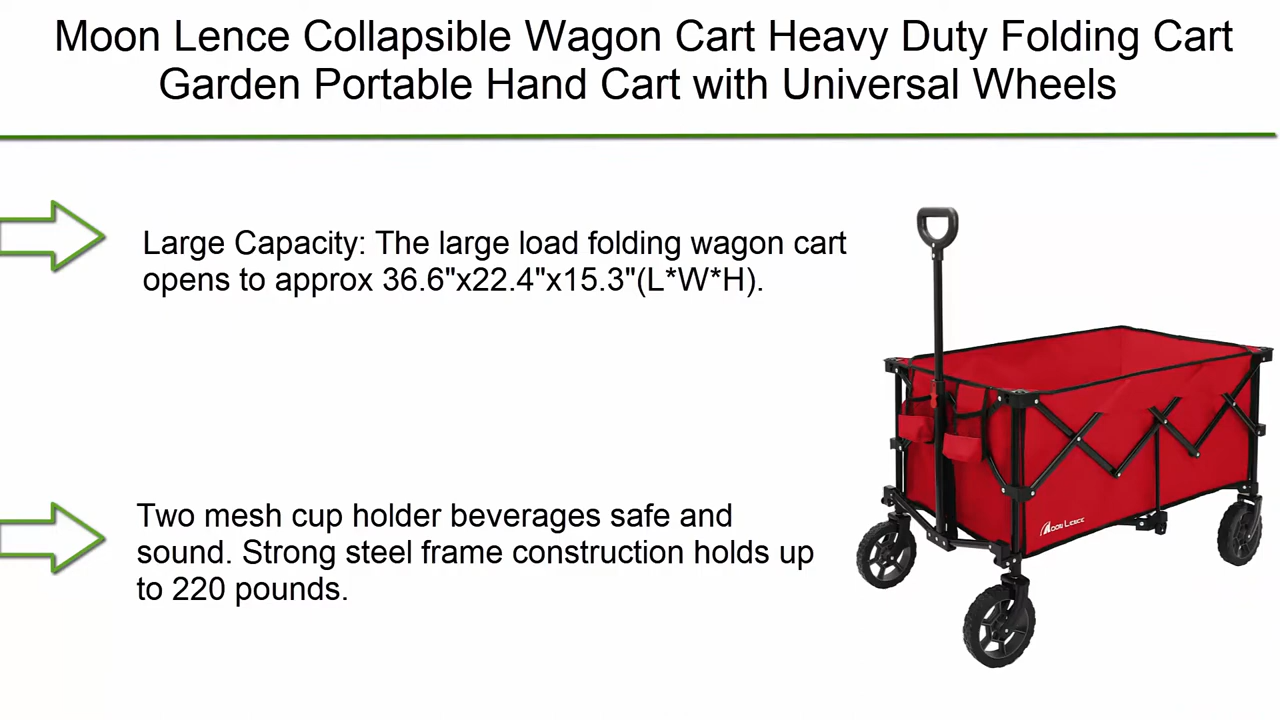 Moon Lence Collapsible Wagon Cart Heavy Duty Folding Cart
Garden Portable Hand Cart with Universal Wheels
Large Capacity: The large load folding wagon cart
opens to approx 36.6"x22.4"x15.3"(L*W*H).
Two mesh cup holder beverages safe and
sound. Strong steel frame construction holds up
to 220 pounds.
Moon Lence